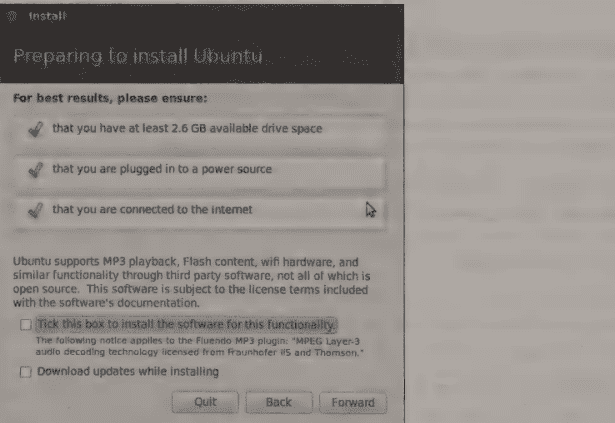 Install
Preparing to install Ubuntu
For best results, please ensure:
that you have at least 2.6 GB available drive space
that you are plugged in to a power source
that you are connected to the internet
Ubuntu supports MP3 playback, Flash content, wifi hardware, and
similar functionality through third party software, not all of which is
open source. This software is subject to the license terms included
with the software's documentation.
Tick this box to install the software for this functionality.
The following notice applies to the Fluendo MP3 plugin: "MPEG Layer-3
audio decoding technology licensed from Fraunhofer IIS and Thomson."
Download updates while installing
Quit Back Forward